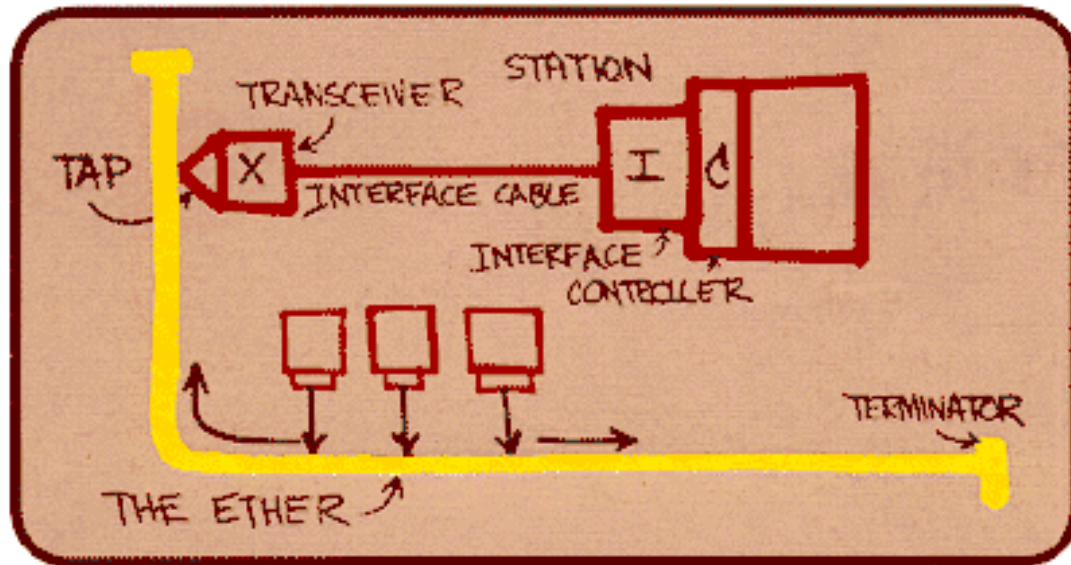 STATION
TRANSCEIVER
TAP
X
I
C
INTERFACE CABLE
INTERFACE
CONTROLLER
TERMINATOR
THE ETHER